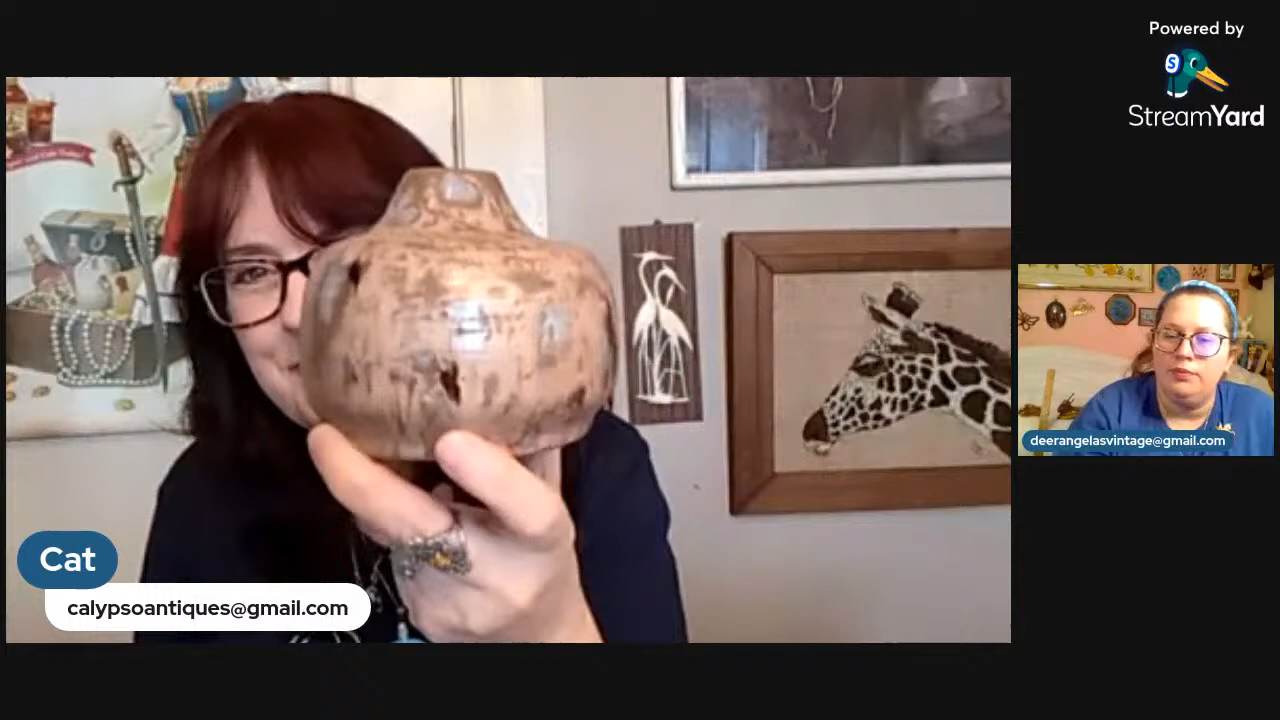 Powered by
StreamYard
deerangelasvintage@gmail.com
Cat
calypsoantiques@gmail.com